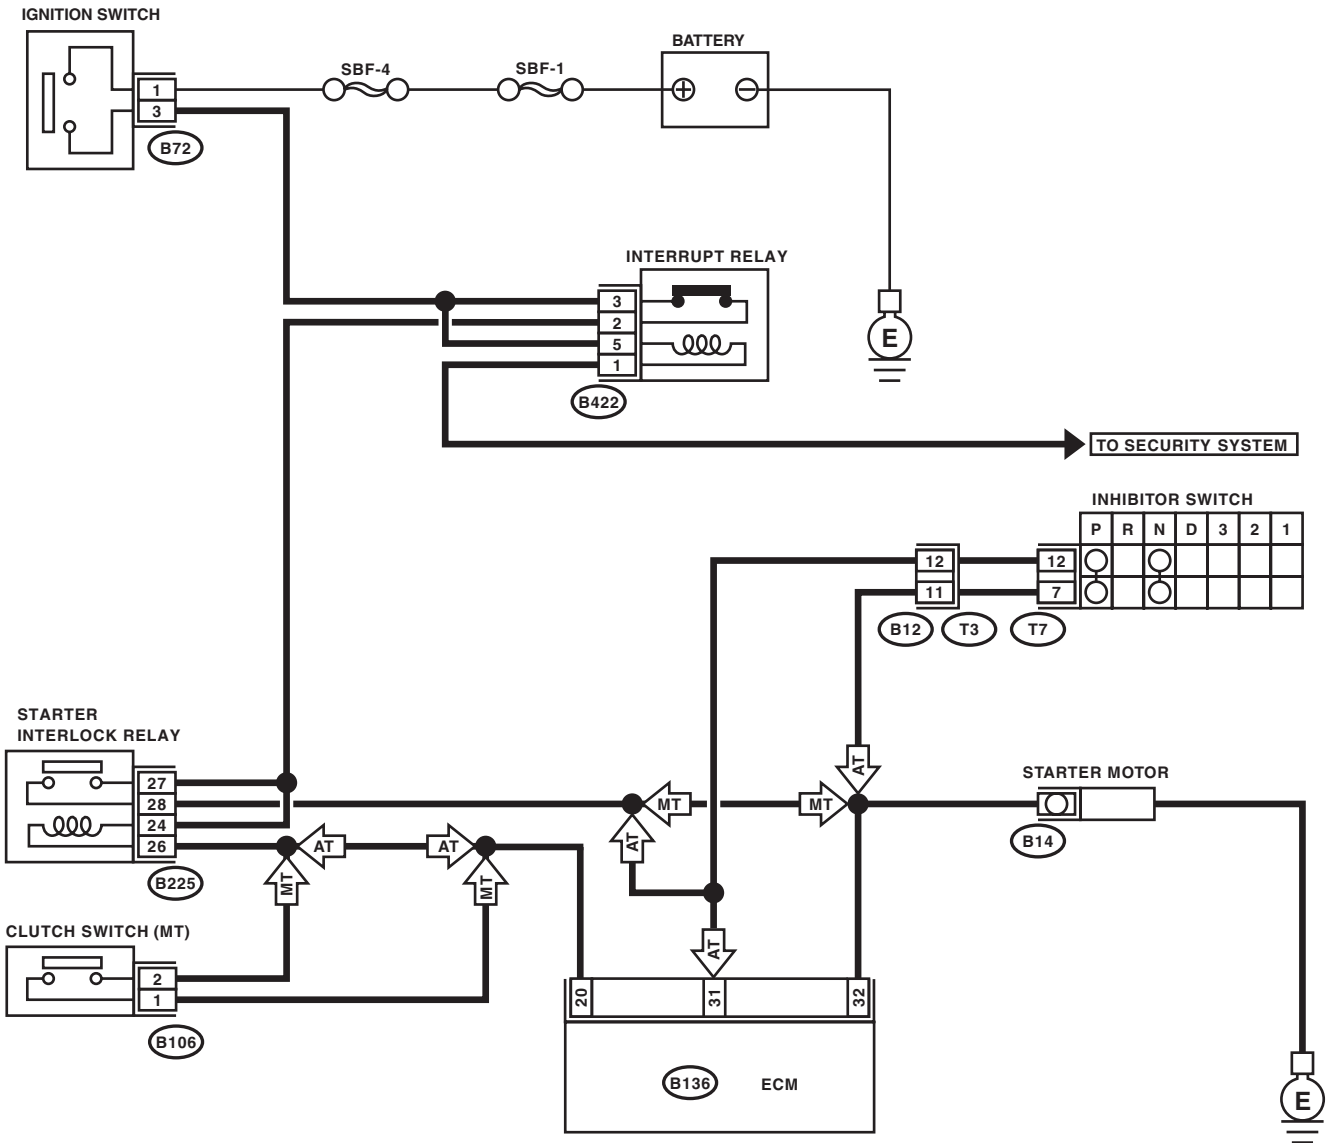 IGNITION SWITCH
BATTERY
SBF-4
SBF-1
1
3
B72
INTERRUPT RELAY
3
2
5
1
B422
E
TO SECURITY SYSTEM
INHIBITOR SWITCH
P R N D 3 2 1
12
11
12
7
B12
T3
T7
STARTER
INTERLOCK RELAY
27
28
24
26
B225
MT
MT
AT
AT
AT
AT
MT
MT
AT
STARTER MOTOR
B14
CLUTCH SWITCH (MT)
2
1
B106
20
31
32
B136
ECM
E